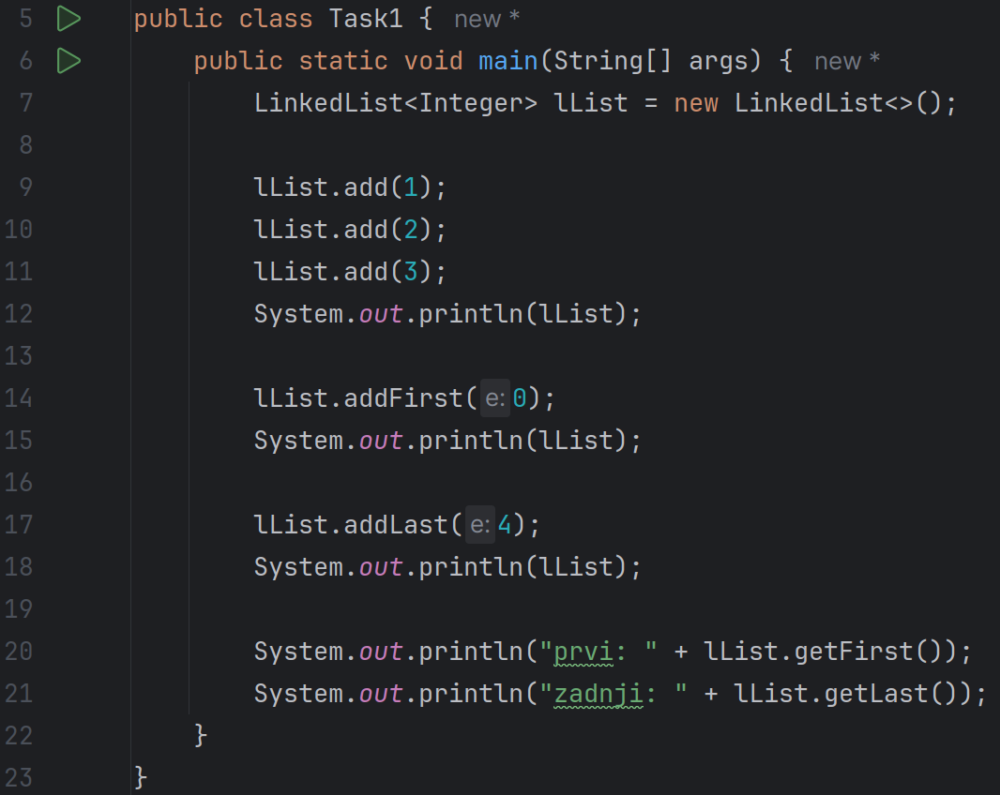 5 public class Task1 { new *
6 public static void main(String[] args) { new *
7 LinkedList<Integer> lList = new LinkedList<>();
8
9 lList.add(1);
10 lList.add(2);
11 lList.add(3);
12 System.out.println(lList);
13
14 lList.addFirst( e: 0);
15 System.out.println(lList);
16
17 lList.addLast( e: 4);
18 System.out.println(lList);
19
20 System.out.println("prvi: " + lList.getFirst());
21 System.out.println("zadnji: " + lList.getLast());
22 }
23 }